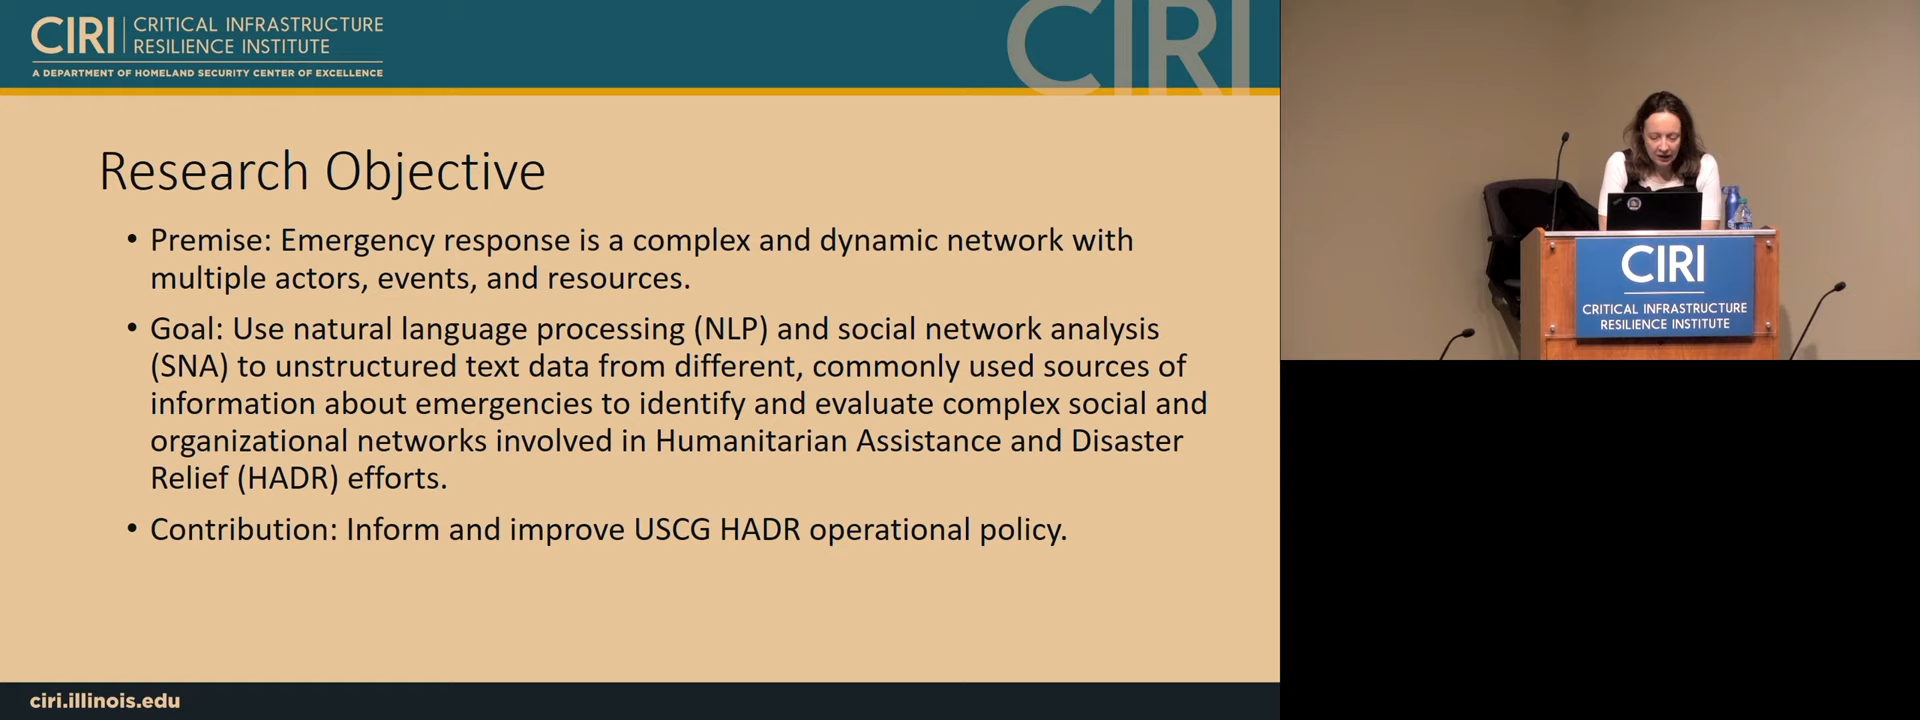 CIRI
CRITICAL INFRASTRUCTURE
RESILIENCE INSTITUTE
A DEPARTMENT OF HOMELAND SECURITY CENTER OF EXCELLENCE
CIRI
Research Objective
• Premise: Emergency response is a complex and dynamic network with
multiple actors, events, and resources.
• Goal: Use natural language processing (NLP) and social network analysis
(SNA) to unstructured text data from different, commonly used sources of
information about emergencies to identify and evaluate complex social and
organizational networks involved in Humanitarian Assistance and Disaster
Relief (HADR) efforts.
• Contribution: Inform and improve USCG HADR operational policy.
ciri.illinois.edu
CIRI
CRITICAL INFRASTRUCTURE
RESILIENCE INSTITUTE